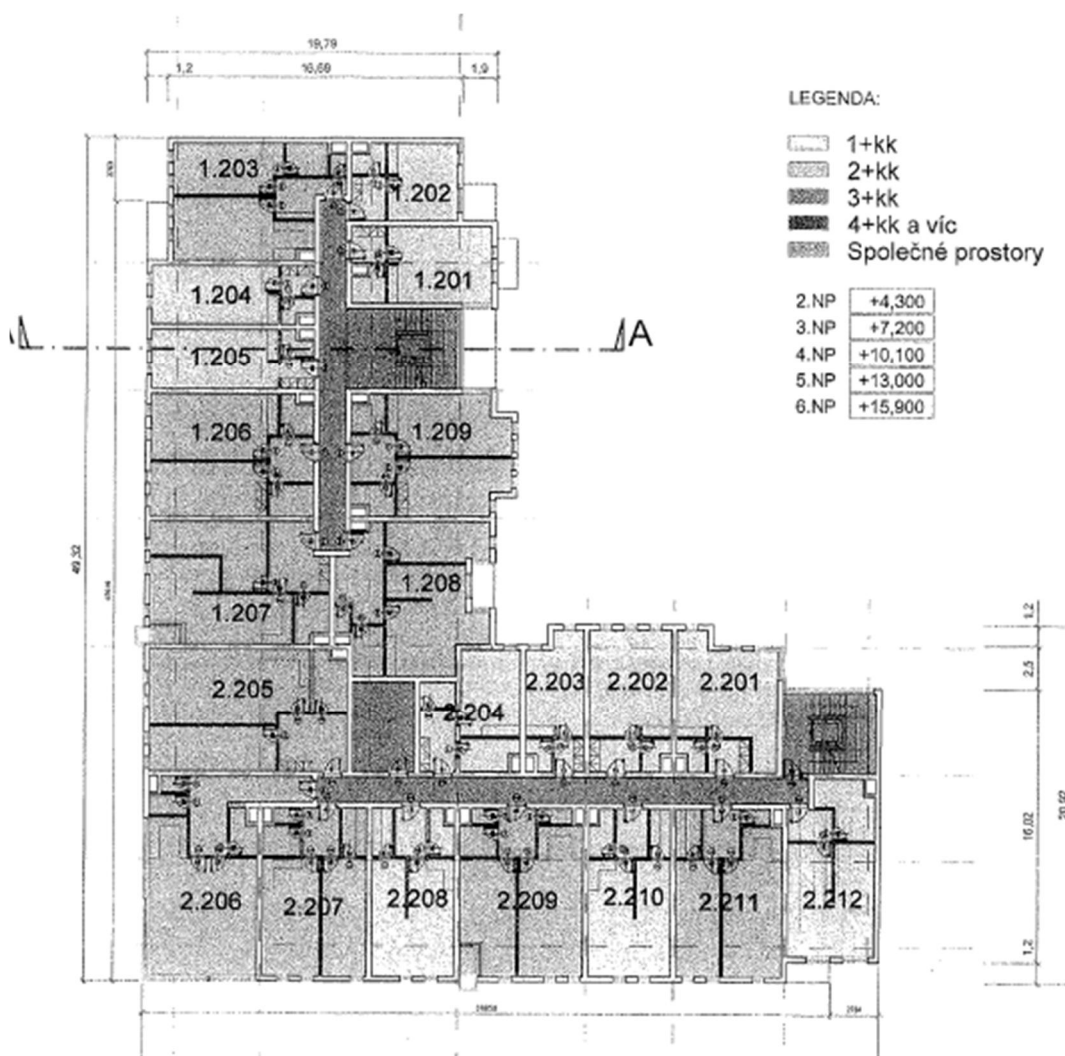 19,79
1,2 16,69 1,9
LEGENDA:
1+kk
2+kk
3+kk
4+kk a víc
Společné prostory
2.NP +4,300
3.NP +7,200
4.NP +10,100
5.NP +13,000
6.NP +15,900
1.203
1.202
1.201
1.204
1.205
A
1.206
1.209
49,32
1.208
1.207
1,2
2,5
2.205
2.204
2.203
2.202
2.201
16,02
2.206
2.207
2.208
2.209
2.210
2.211
2.212
1,2